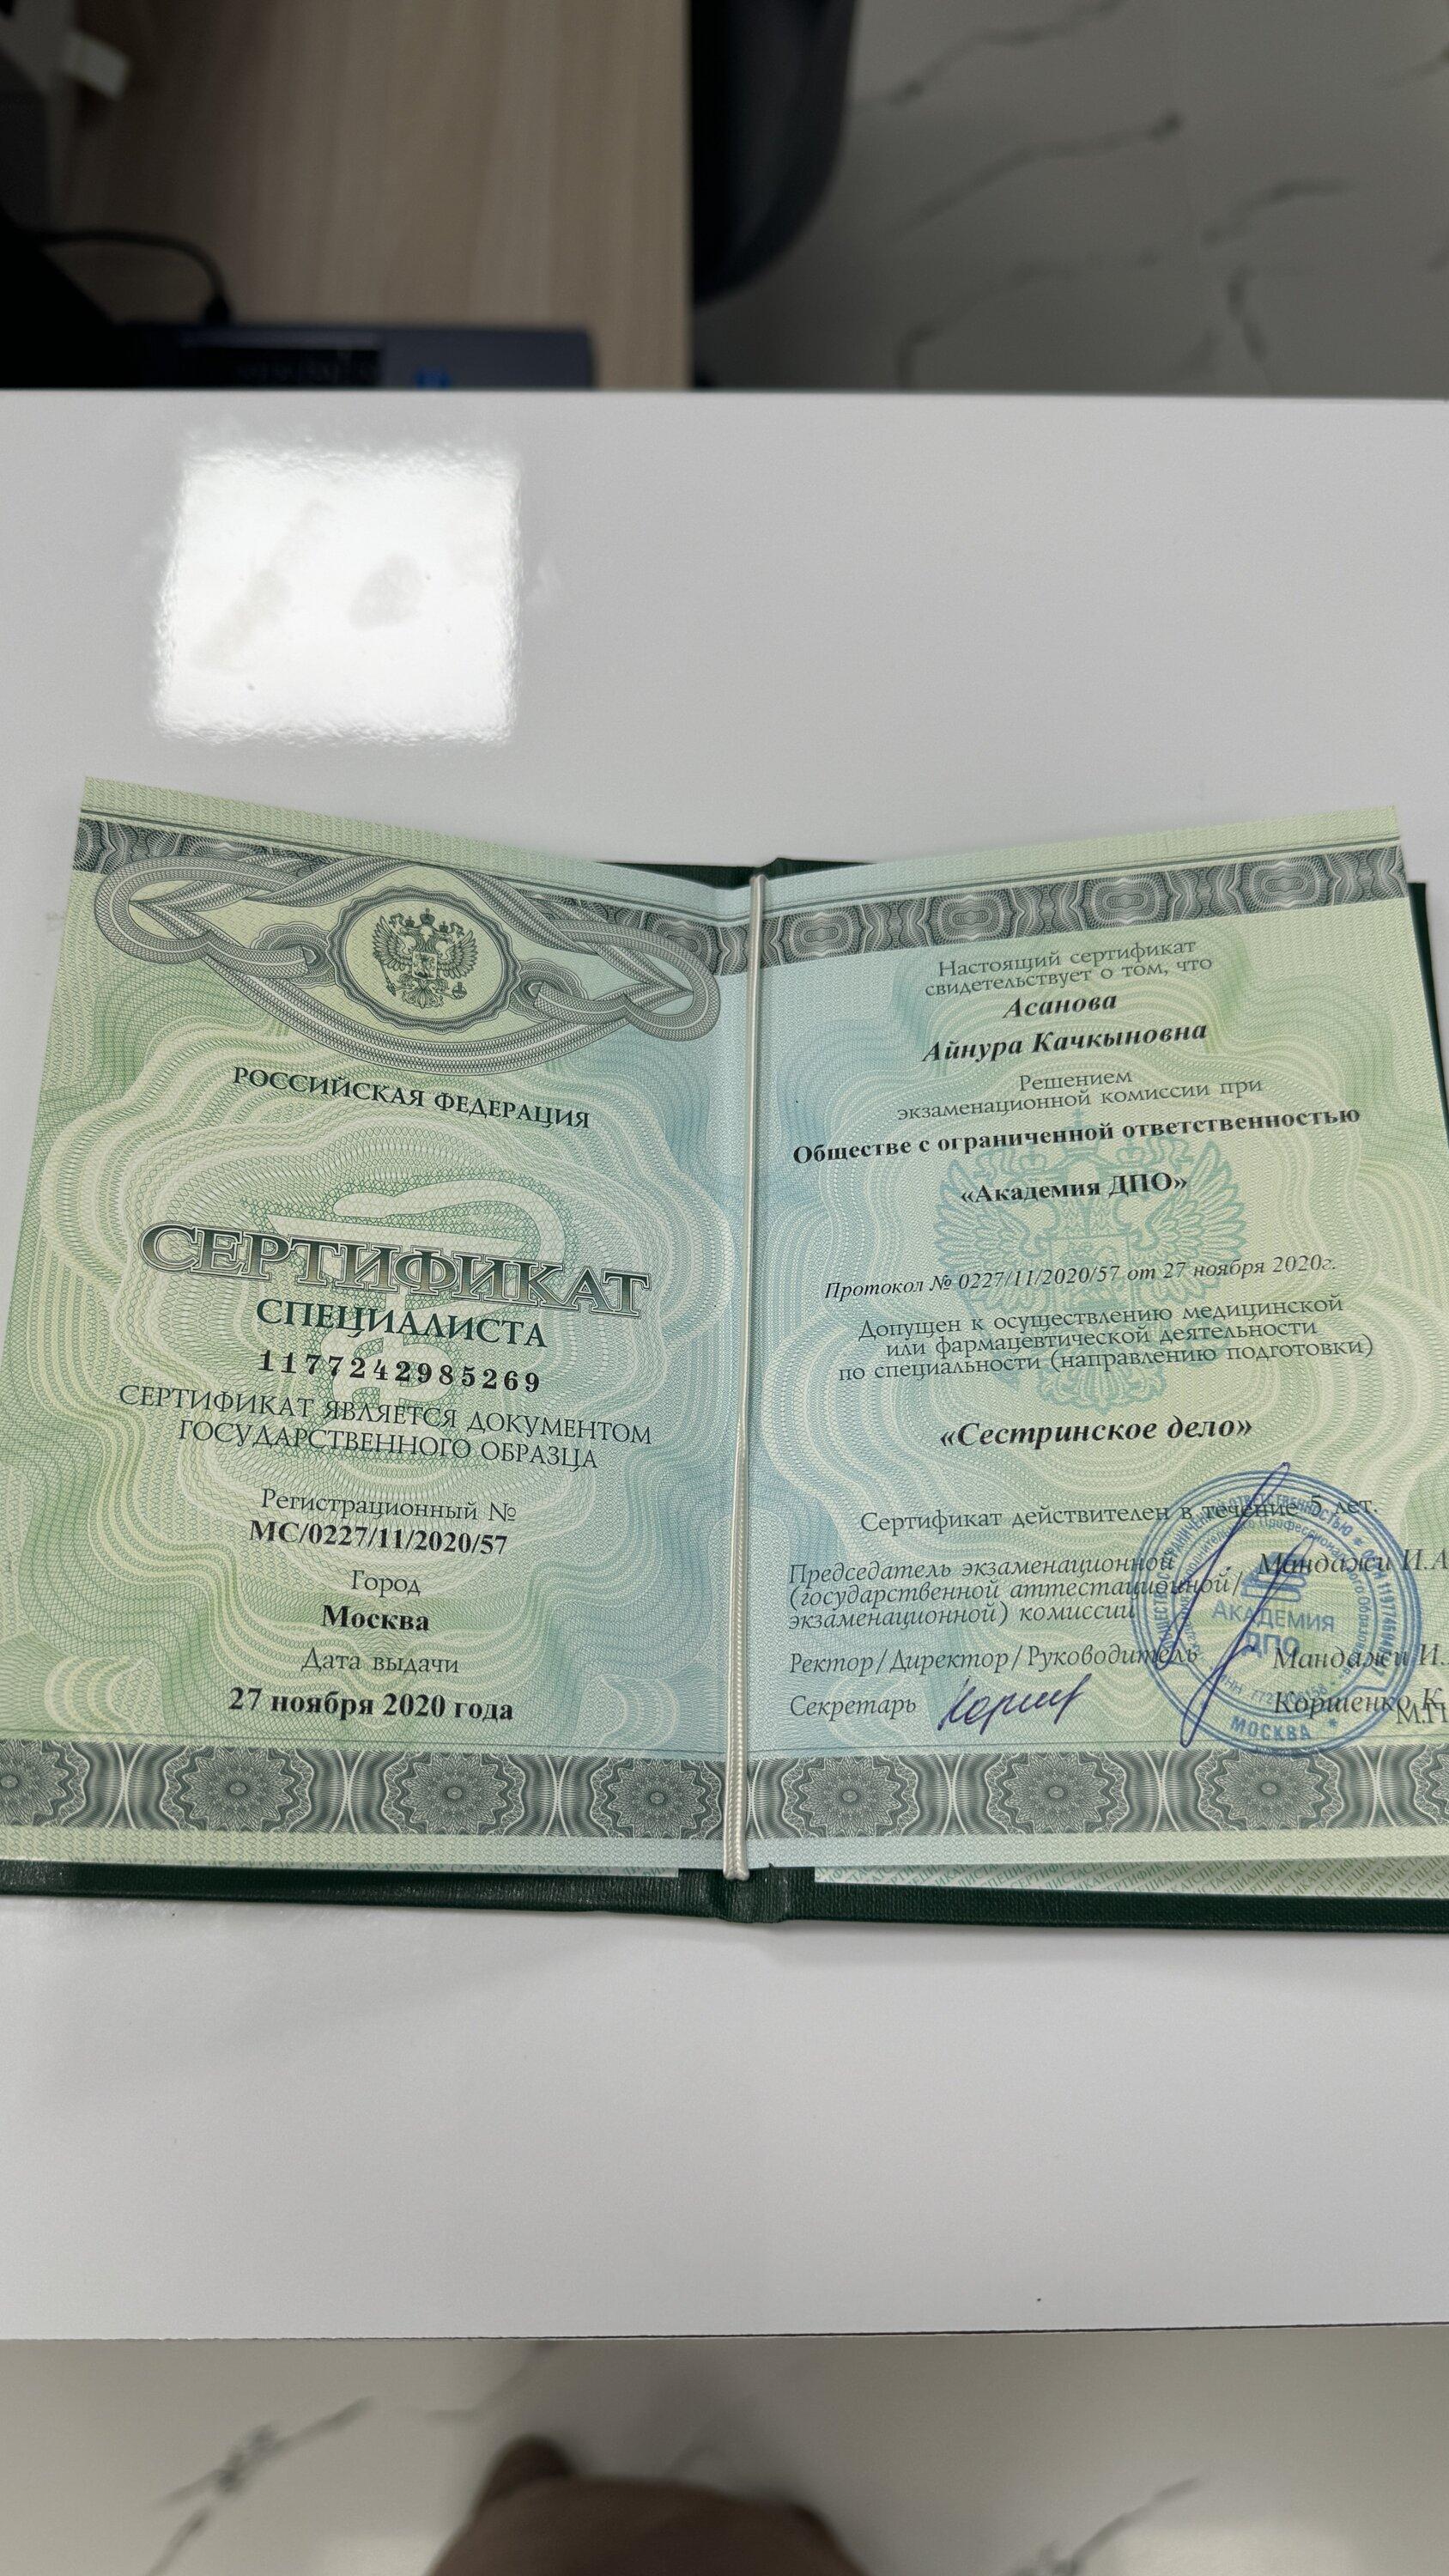 РОССИЙСКАЯ ФЕДЕРАЦИЯ
СЕРТИФИКАТ
СПЕЦИАЛИСТА
1177242985269
СЕРТИФИКАТ ЯВЛЯЕТСЯ ДОКУМЕНТОМ
ГОСУДАРСТВЕННОГО ОБРАЗЦА
Регистрационный №
МС/0227/11/2020/57
Город
Москва
Дата выдачи
27 ноября 2020 года
Настоящий сертификат
свидетельствует о том, что
Асанова
Айнура Качкыновна
Решением
экзаменационной комиссии при
Обществе с ограниченной ответственностью
«Академия ДПО»
Протокол № 0227/11/2020/57 от 27 ноября 2020г.
Допущен к осуществлению медицинской
или фармацевтической деятельности
по специальности (направлению подготовки)
«Сестринское дело»
Сертификат действителен в течение 5 лет.
Председатель экзаменационной
(государственной аттестационной/
экзаменационной) комиссии
Мандажи И.А
Ректор/Директор/Руководитель
Мандажи И.
Секретарь
Коршенко К.
М.П
АКАДЕМИЯ
ДПО
МОСКВА